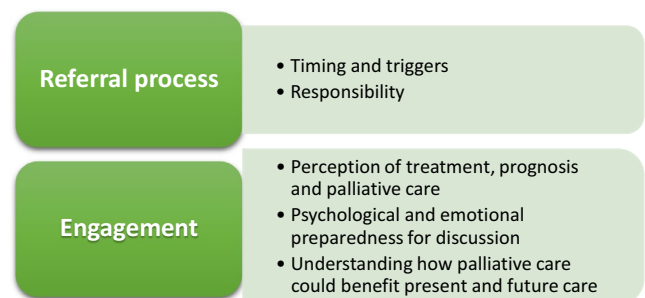 Referral process
• Timing and triggers
• Responsibility
Engagement
• Perception of treatment, prognosis
and palliative care
• Psychological and emotional
preparedness for discussion
• Understanding how palliative care
could benefit present and future care